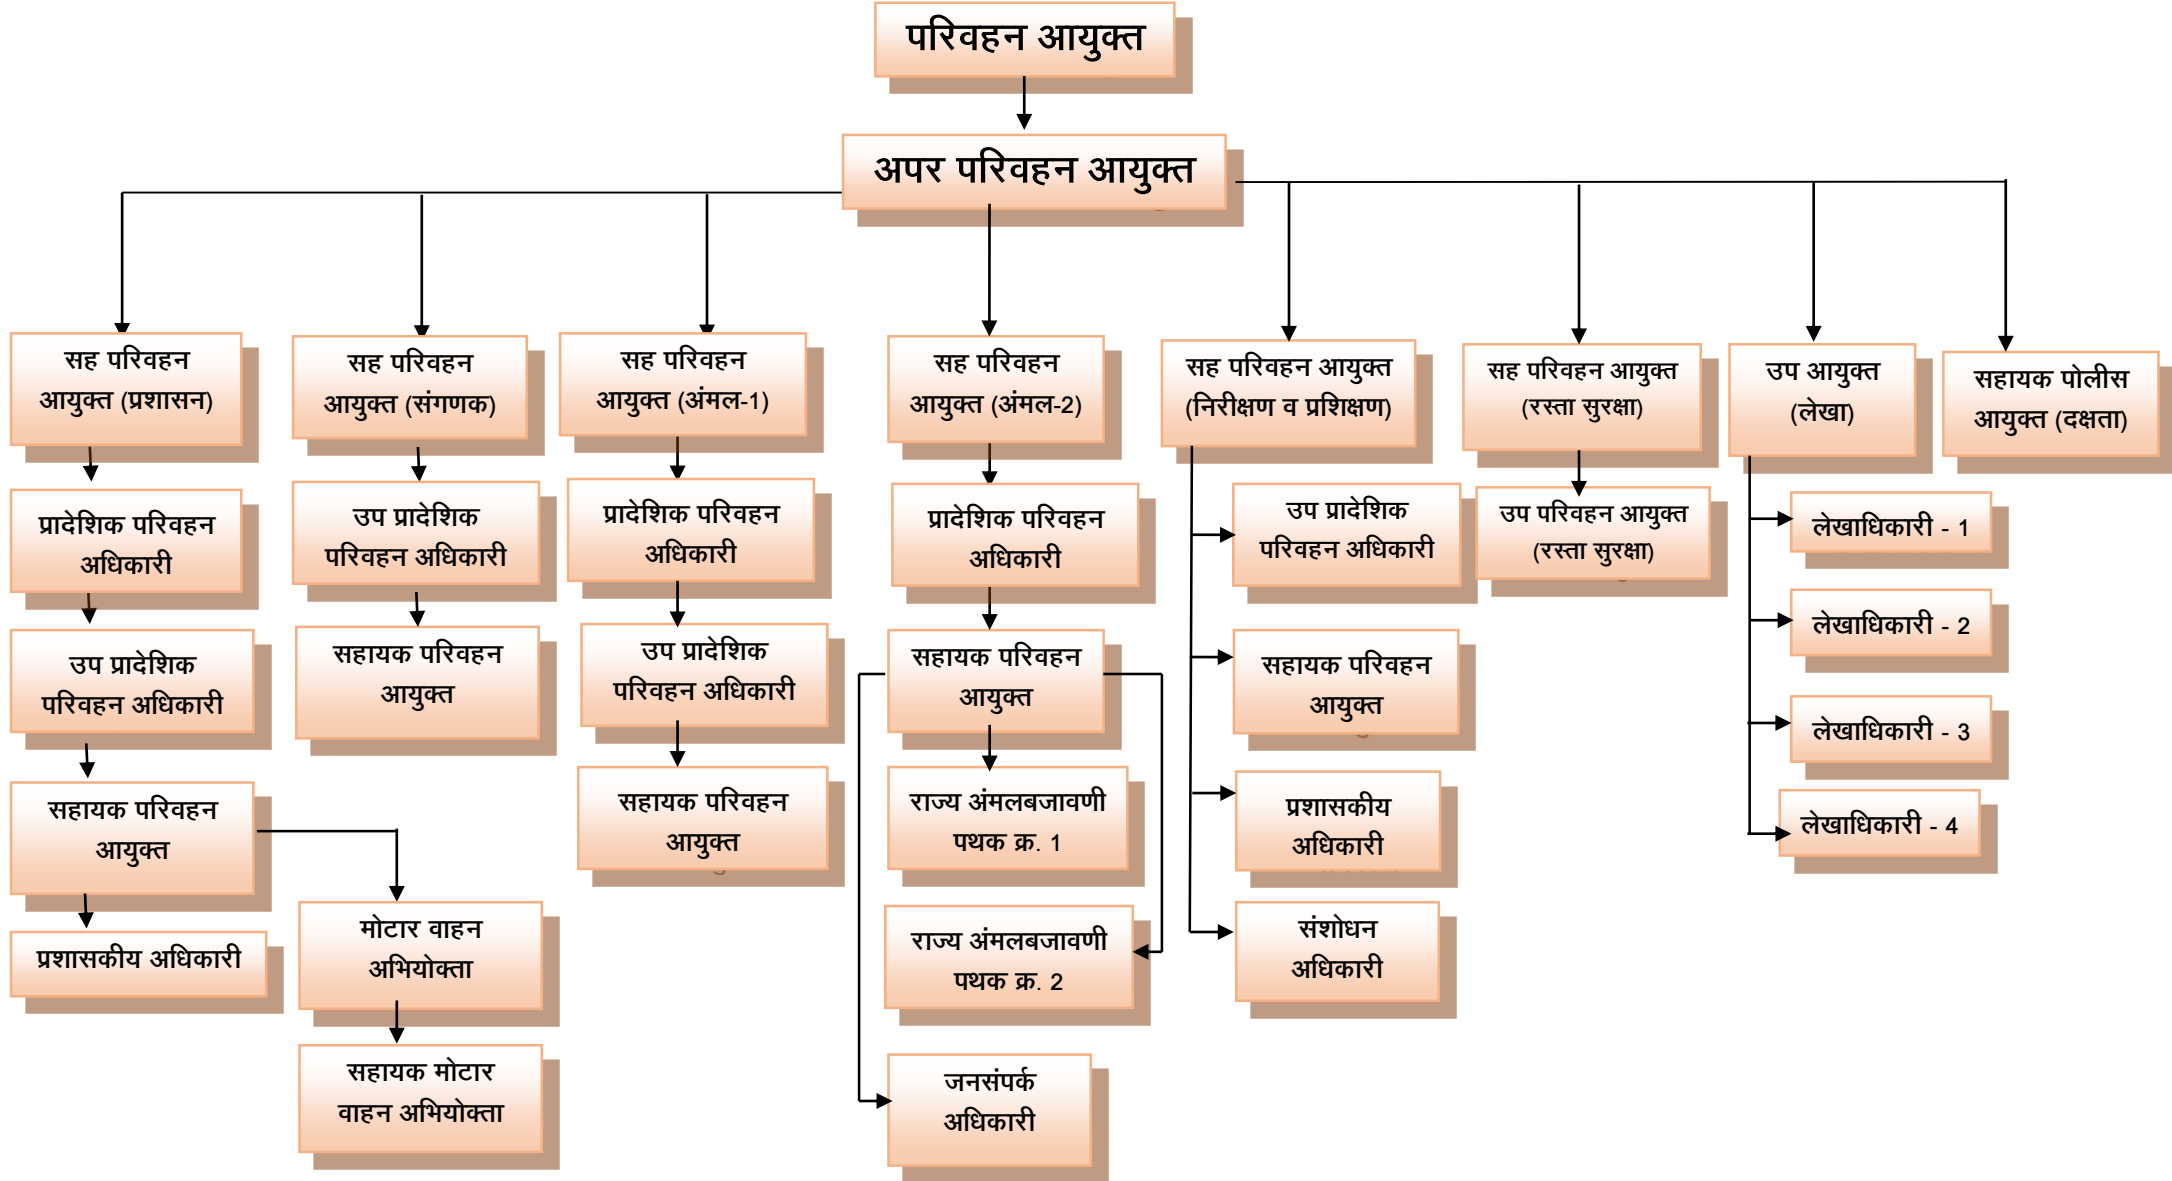 परिवहन आयुक्त
अपर परिवहन आयुक्त
सह परिवहन
आयुक्त (प्रशासन)
सह परिवहन
आयुक्त (संगणक)
सह परिवहन
आयुक्त (अंमल-1)
सह परिवहन
आयुक्त (अंमल-2)
सह परिवहन आयुक्त
(निरीक्षण व प्रशिक्षण)
सह परिवहन आयुक्त
(रस्ता सुरक्षा)
उप आयुक्त
(लेखा)
सहायक पोलीस
आयुक्त (दक्षता)
प्रादेशिक परिवहन
अधिकारी
उप प्रादेशिक
परिवहन अधिकारी
प्रादेशिक परिवहन
अधिकारी
प्रादेशिक परिवहन
अधिकारी
उप प्रादेशिक
परिवहन अधिकारी
उप परिवहन आयुक्त
(रस्ता सुरक्षा)
लेखाधिकारी - 1
उप प्रादेशिक
परिवहन अधिकारी
सहायक परिवहन
आयुक्त
उप प्रादेशिक
परिवहन अधिकारी
सहायक परिवहन
आयुक्त
सहायक परिवहन
आयुक्त
लेखाधिकारी - 2
लेखाधिकारी - 3
सहायक परिवहन
आयुक्त
सहायक परिवहन
आयुक्त
राज्य अंमलबजावणी
पथक क्र. 1
प्रशासकीय
अधिकारी
लेखाधिकारी - 4
प्रशासकीय अधिकारी
मोटार वाहन
अभियोक्ता
राज्य अंमलबजावणी
पथक क्र. 2
संशोधन
अधिकारी
सहायक मोटार
वाहन अभियोक्ता
जनसंपर्क
अधिकारी